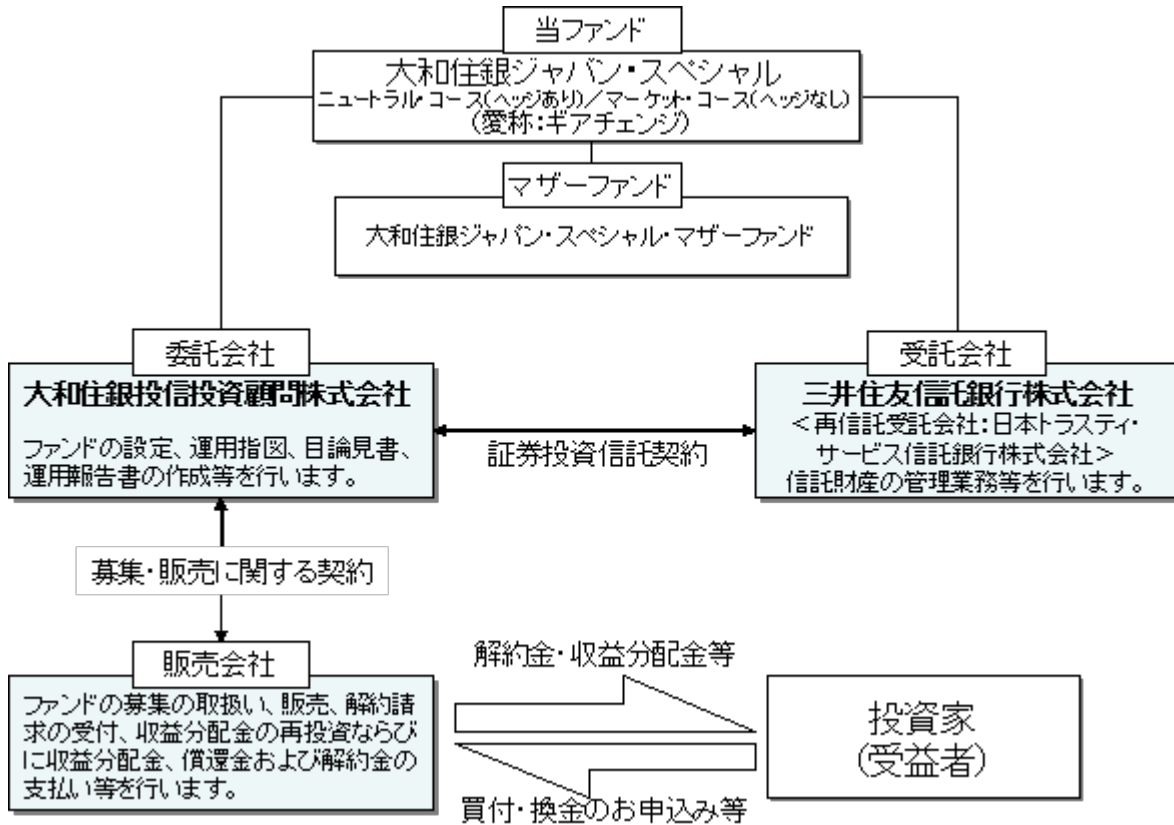 当ファンド
大和住銀ジャパン・スペシャル
ニュートラル・コース(ヘッジあり)／マーケット・コース(ヘッジなし)
(愛称：ギアチェンジ)
マザーファンド
大和住銀ジャパン・スペシャル・マザーファンド
委託会社
大和住銀投信投資顧問株式会社
ファンドの設定、運用指図、目論見書、
運用報告書の作成等を行います。
証券投資信託契約
受託会社
三井住友信託銀行株式会社
＜再信託受託会社：日本トラスティ・
サービス信託銀行株式会社＞
信託財産の管理業務等を行います。
募集・販売に関する契約
販売会社
ファンドの募集の取扱い、販売、解約請
求の受付、収益分配金の再投資ならび
に収益分配金、償還金および解約金の
支払い等を行います。
解約金・収益分配金等
買付・換金のお申込み等
投資家
(受益者)